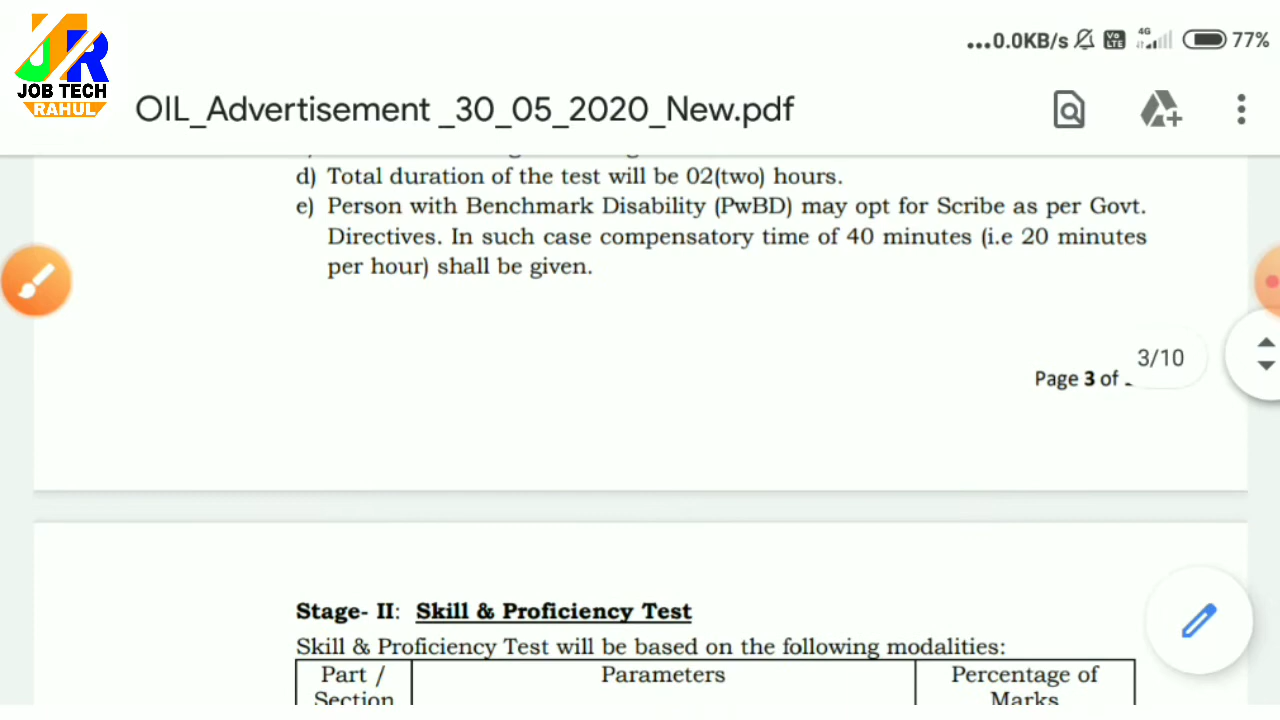 JOB TECH
RAHUL
...0.0KB/s Vo LTE 4G 77%
OIL_Advertisement _30_05_2020_New.pdf
d) Total duration of the test will be 02(two) hours.
e) Person with Benchmark Disability (PwBD) may opt for Scribe as per Govt.
Directives. In such case compensatory time of 40 minutes (i.e 20 minutes
per hour) shall be given.
3/10
Page 3 of
Stage- II: Skill & Proficiency Test
Skill & Proficiency Test will be based on the following modalities:
Part / Parameters Percentage of
Section Marks